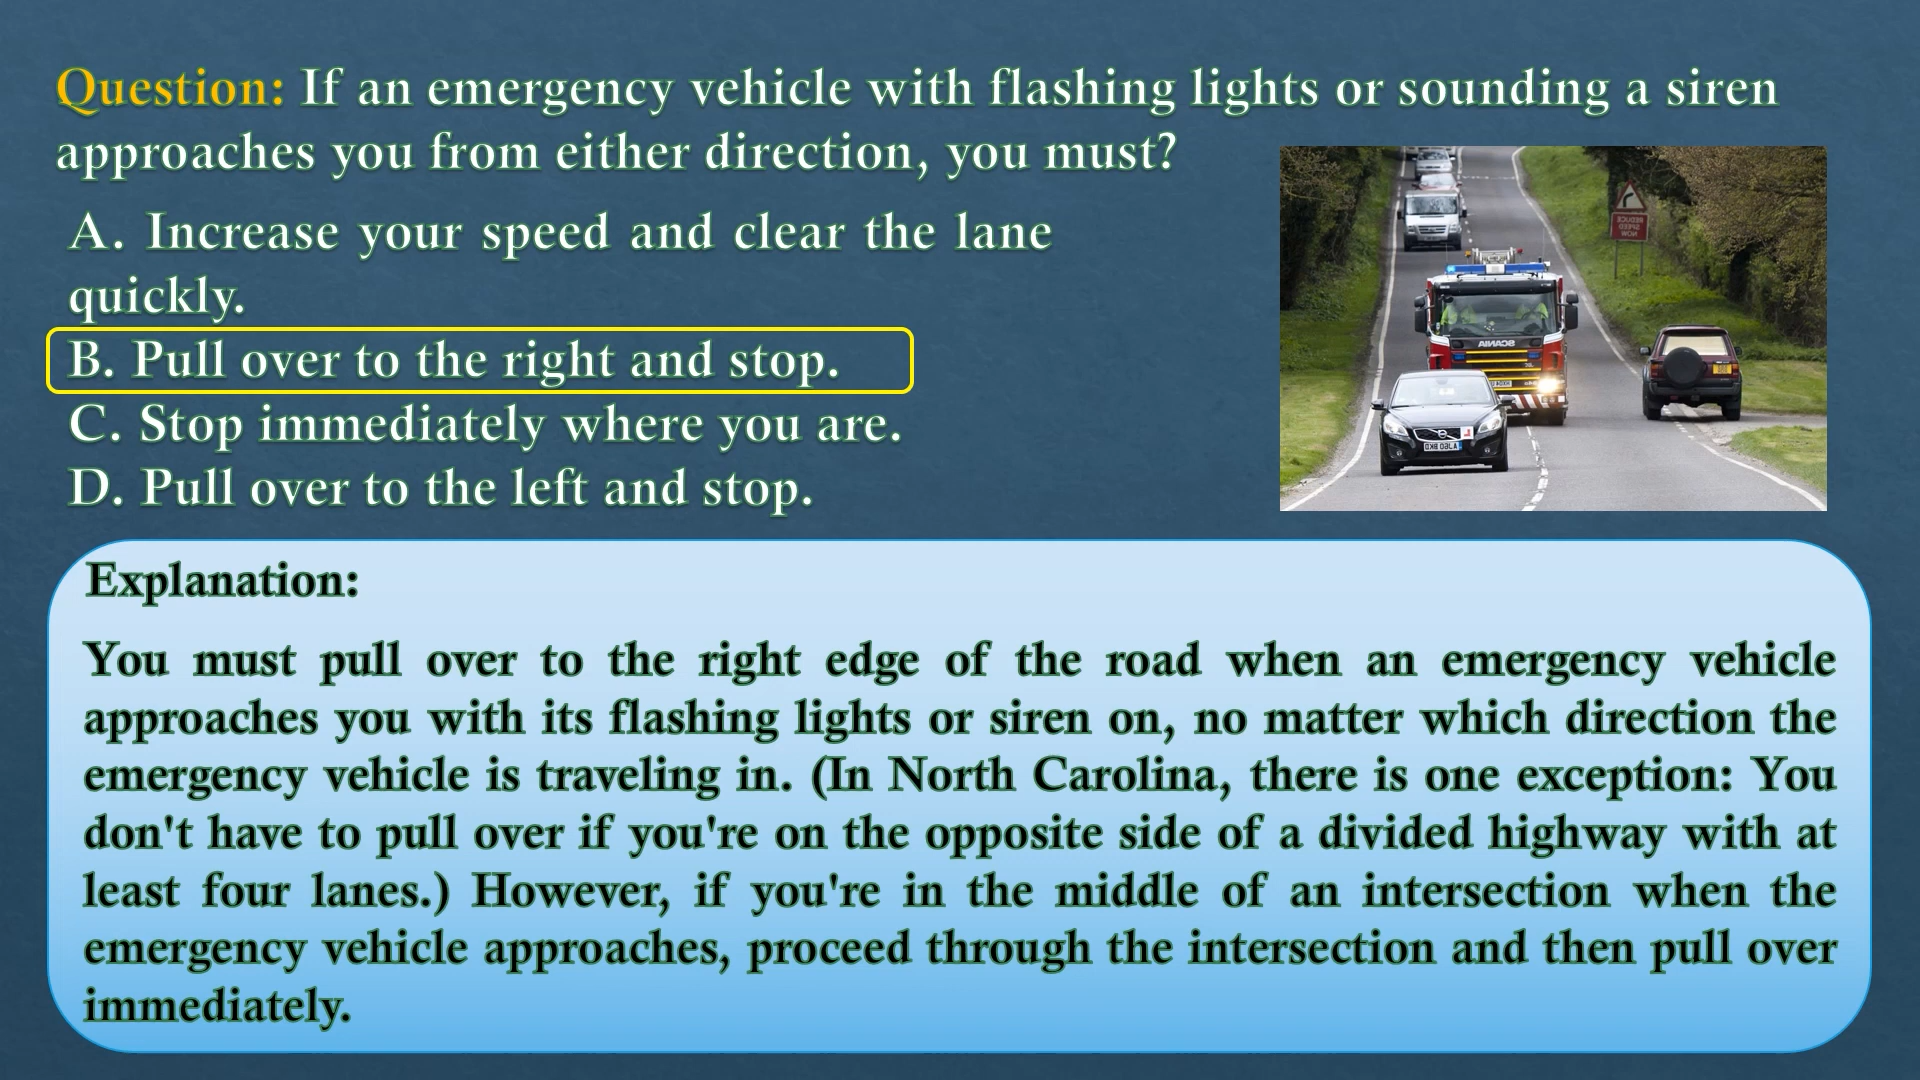 Question: If an emergency vehicle with flashing lights or sounding a siren
approaches you from either direction, you must?
A. Increase your speed and clear the lane
quickly.
B. Pull over to the right and stop.
C. Stop immediately where you are.
D. Pull over to the left and stop.
REDUCE
SPEED
NOW
SCANIA
Explanation:
You must pull over to the right edge of the road when an emergency vehicle
approaches you with its flashing lights or siren on, no matter which direction the
emergency vehicle is traveling in. (In North Carolina, there is one exception: You
don't have to pull over if you're on the opposite side of a divided highway with at
least four lanes.) However, if you're in the middle of an intersection when the
emergency vehicle approaches, proceed through the intersection and then pull over
immediately.